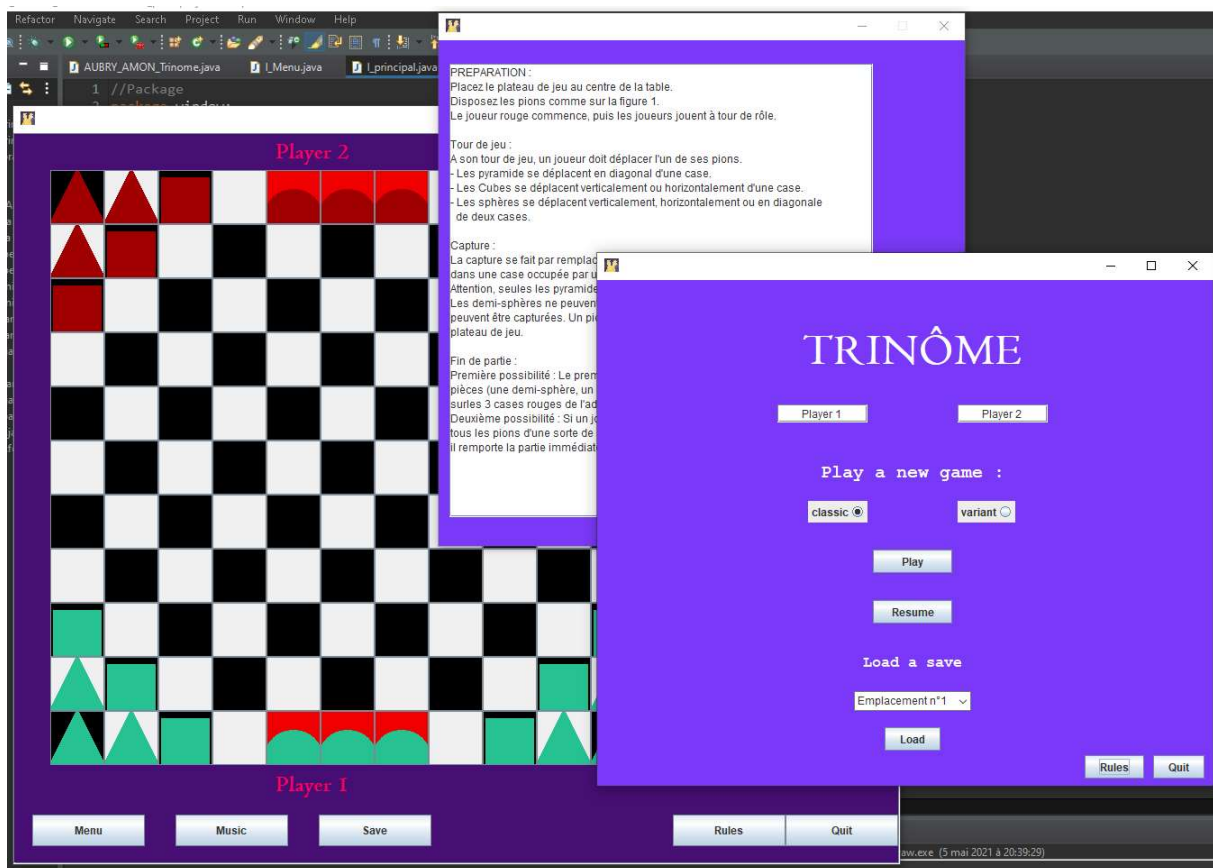 Refactor Navigate Search Project Run Window Help
AUBRY_AMON_Trinome.java I_Menu.java I_principal.java
1 //Package
Player 2
PREPARATION :
Placez le plateau de jeu au centre de la table.
Disposez les pions comme sur la figure 1.
Le joueur rouge commence, puis les joueurs jouent à tour de rôle.
Tour de jeu :
A son tour de jeu, un joueur doit déplacer l'un de ses pions.
- Les pyramide se déplacent en diagonal d'une case.
- Les Cubes se déplacent verticalement ou horizontalement d'une case.
- Les sphères se déplacent verticalement, horizontalement ou en diagonale
de deux cases.
Capture :
La capture se fait par remplac
dans une case occupée par u
Attention, seules les pyramide
Les demi-sphères ne peuven
peuvent être capturées. Un pi
plateau de jeu.
Fin de partie :
Première possibilité : Le prem
pièces (une demi-sphère, un
surles 3 cases rouges de l'ad
Deuxième possibilité : Si un jo
tous les pions d'une sorte de
il remporte la partie immédiat
TRINÔME
Player 1 Player 2
Play a new game :
classic variant
Play
Resume
Load a save
Emplacement n°1
Load
Rules Quit
Player 1
Menu Music Save Rules Quit
aw.exe (5 mai 2021 à 20:39:29)